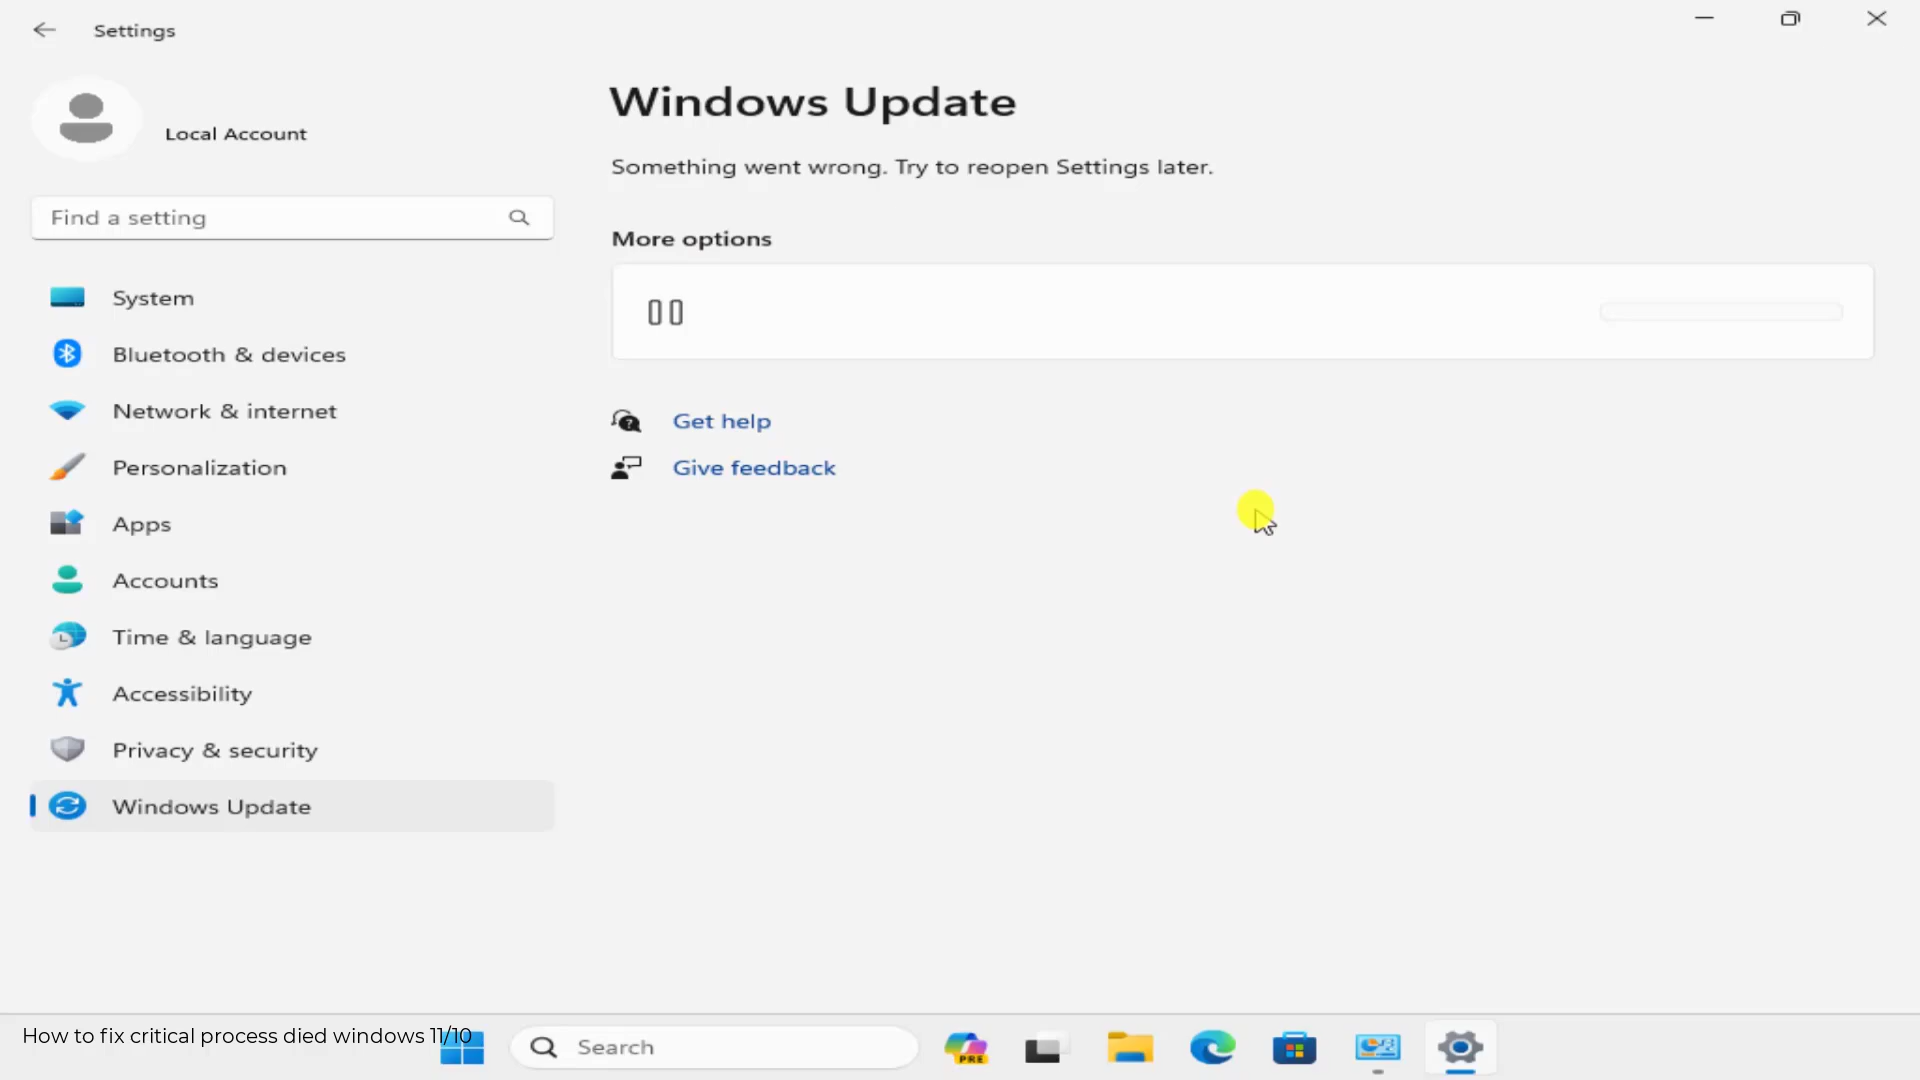 Settings
Local Account
Find a setting
System
Bluetooth & devices
Network & internet
Personalization
Apps
Accounts
Time & language
Accessibility
Privacy & security
Windows Update
Windows Update
Something went wrong. Try to reopen Settings later.
More options
Get help
Give feedback
How to fix critical process died windows 11/10
Search
PRE